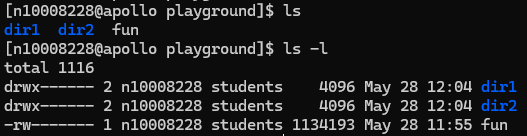 [n10008228@apollo playground]$ ls
dir1  dir2  fun
[n10008228@apollo playground]$ ls -l
total 1116
drwx------ 2 n10008228 students    4096 May 28 12:04 dir1
drwx------ 2 n10008228 students    4096 May 28 12:04 dir2
-rw------- 1 n10008228 students 1134193 May 28 11:55 fun